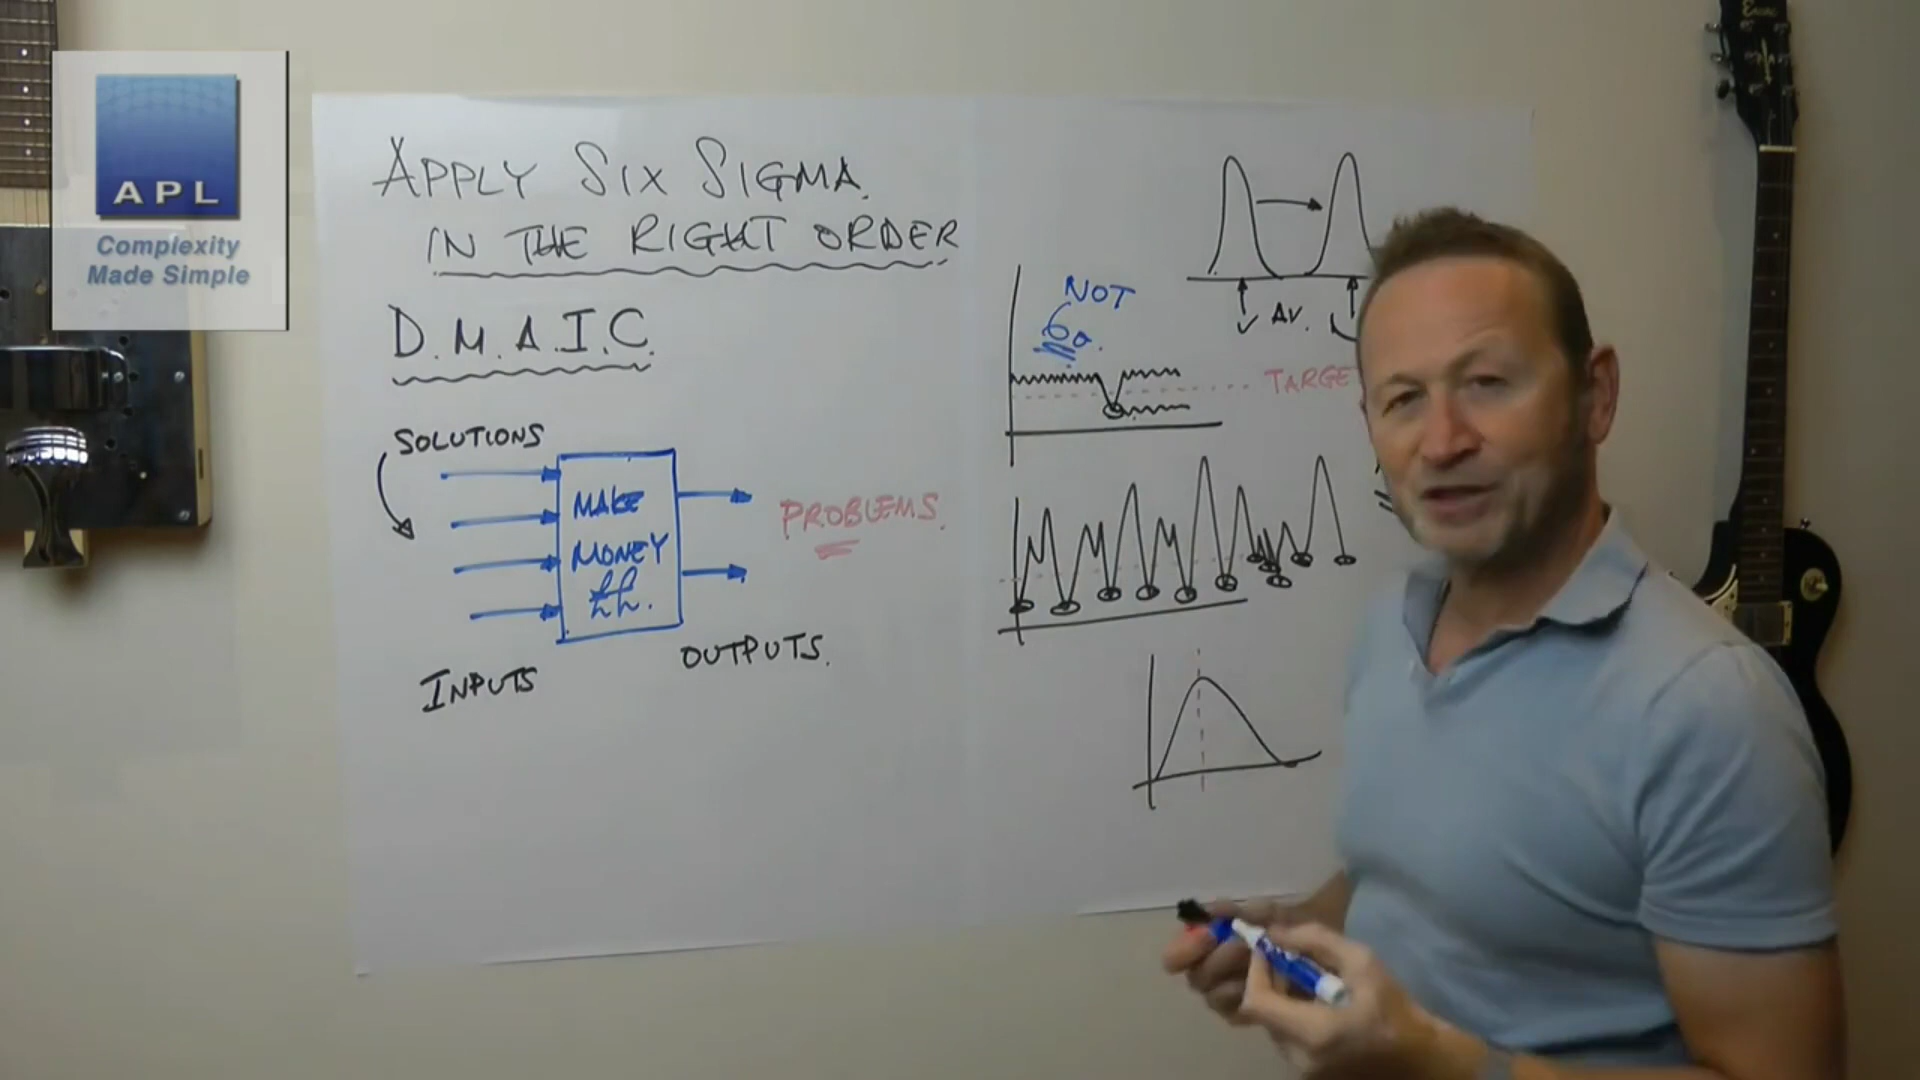 APL
Complexity
Made Simple
APPLY SIX SIGMA
IN THE RIGHT ORDER
D.M.A.I.C.
SOLUTIONS
MAKE
MONEY
££.
PROBLEMS.
INPUTS
OUTPUTS.
AV.
NOT
6σ.
TARGE